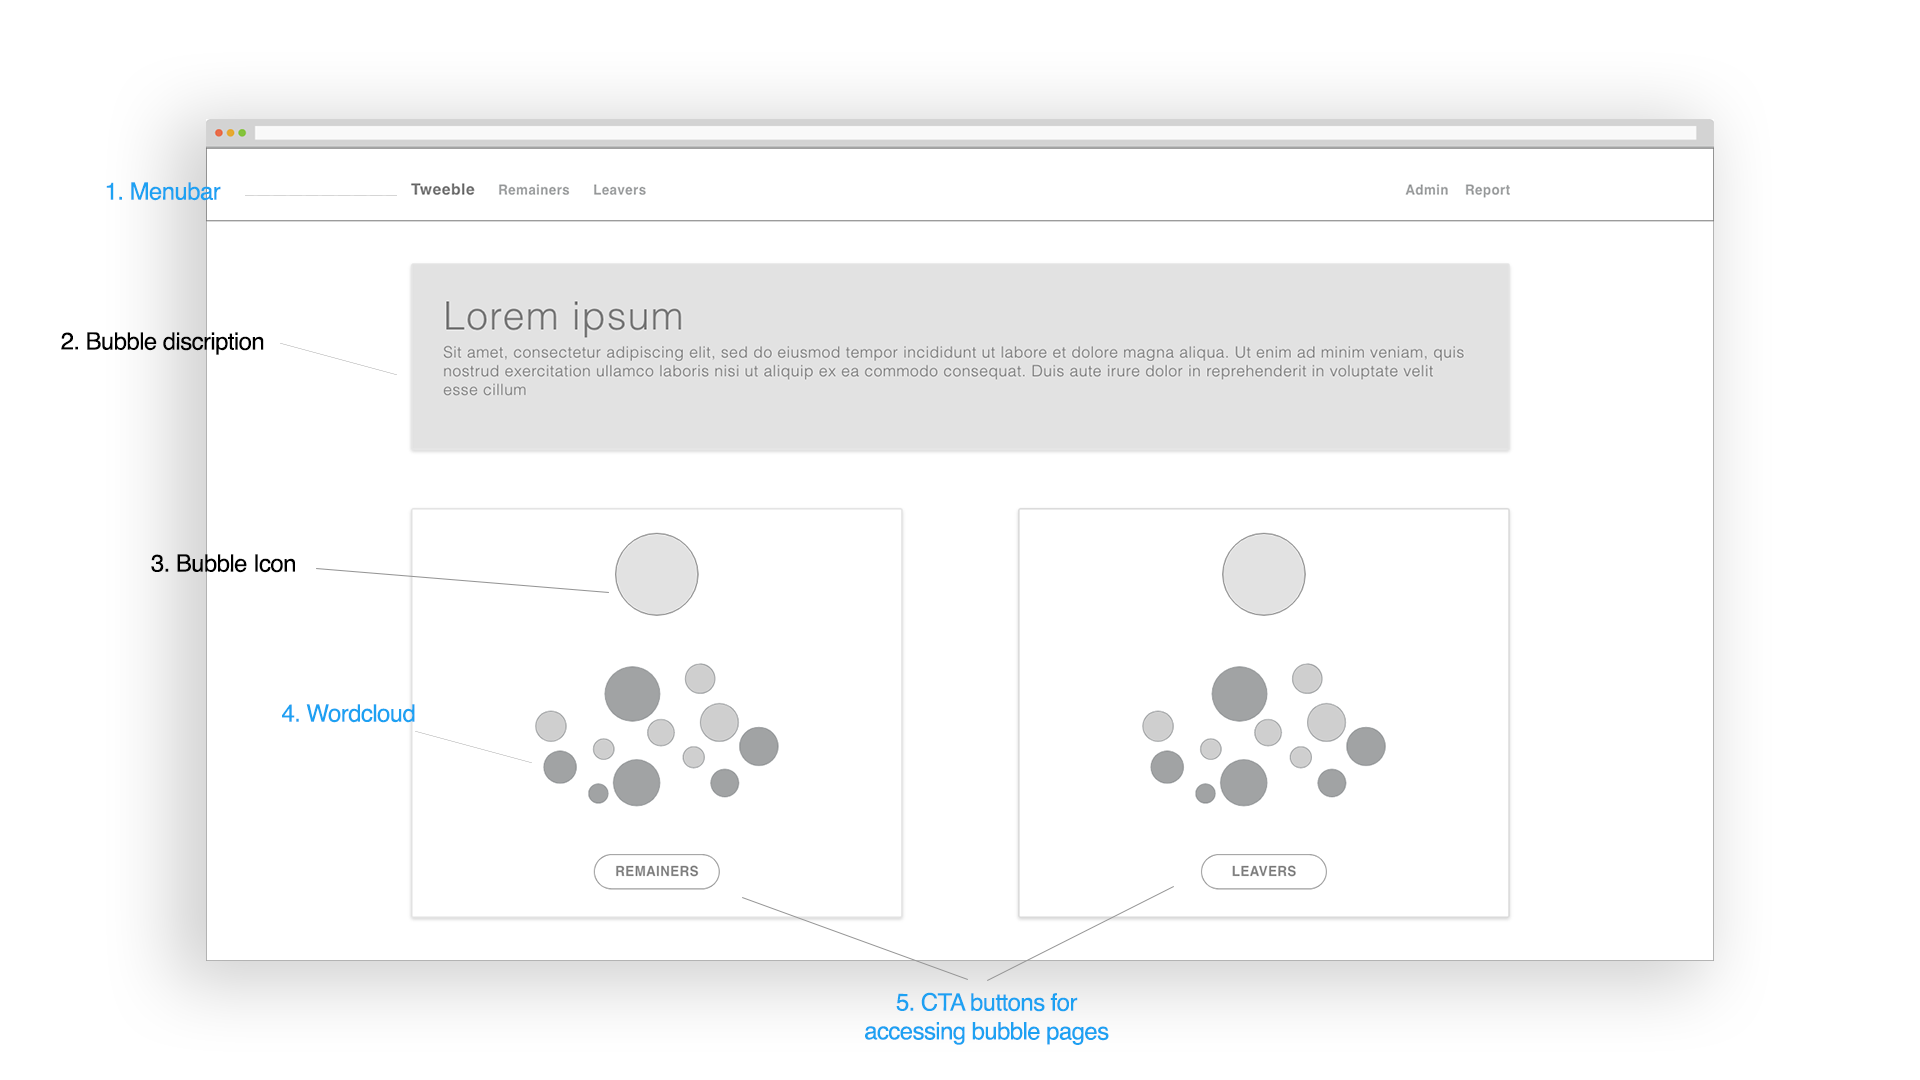 1. Menubar
Tweeble Remainers Leavers Admin Report
Lorem ipsum
2. Bubble discription
Sit amet, consectetur adipiscing elit, sed do eiusmod tempor incididunt ut labore et dolore magna aliqua. Ut enim ad minim veniam, quis
nostrud exercitation ullamco laboris nisi ut aliquip ex ea commodo consequat. Duis aute irure dolor in reprehenderit in voluptate velit
esse cillum
3. Bubble Icon
4. Wordcloud
REMAINERS
LEAVERS
5. CTA buttons for
accessing bubble pages